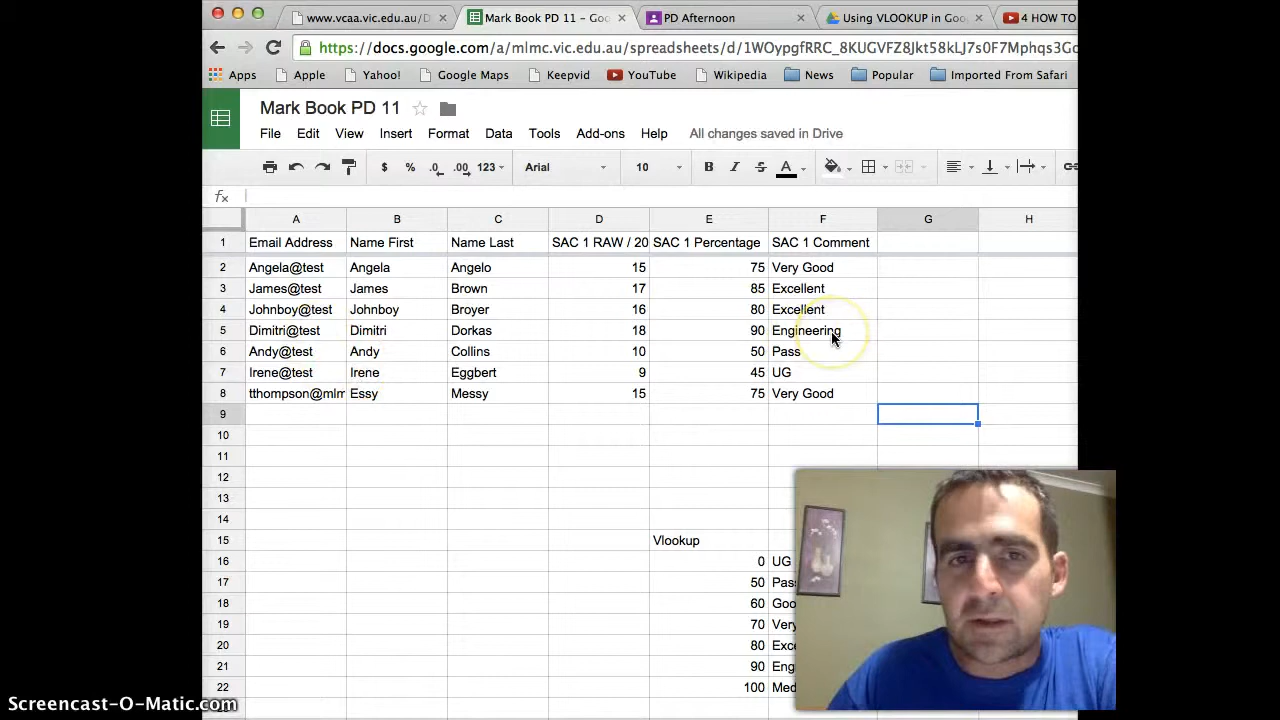 www.vcaa.vic.edu.au/D
Mark Book PD 11 - Goo
PD Afternoon
Using VLOOKUP in Goo
4 HOW TO
https://docs.google.com/a/mlmc.vic.edu.au/spreadsheets/d/1WOypgfRRC_8KUGVFZ8Jkt58kLJ7s0F7Mphqs3Go
Apps Apple Yahoo! Google Maps Keepvid YouTube Wikipedia News Popular Imported From Safari
Mark Book PD 11
File Edit View Insert Format Data Tools Add-ons Help All changes saved in Drive
$ % .0 .00 123 Arial 10 B I S A
fx
A B C D E F G H
1 Email Address Name First Name Last SAC 1 RAW / 20 SAC 1 Percentage SAC 1 Comment
2 Angela@test Angela Angelo 15 75 Very Good
3 James@test James Brown 17 85 Excellent
4 Johnboy@test Johnboy Broyer 16 80 Excellent
5 Dimitri@test Dimitri Dorkas 18 90 Engineering
6 Andy@test Andy Collins 10 50 Pass
7 Irene@test Irene Eggbert 9 45 UG
8 tthompson@mlm Essy Messy 15 75 Very Good
9
10
11
12
13
14
15 Vlookup
16 0 UG
17 50 Pass
18 60 Goo
19 70 Very
20 80 Exce
21 90 Eng
22 100 Med
Screencast-O-Matic.com